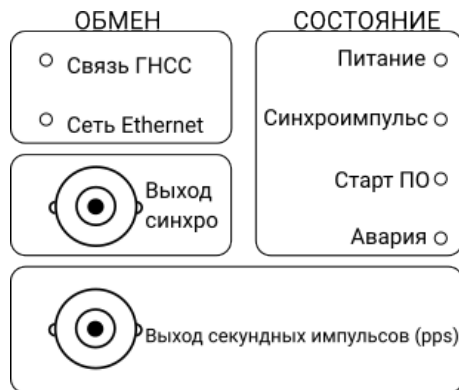 ОБМЕН
Связь ГНСС
Сеть Ethernet
Выход
синхро
СОСТОЯНИЕ
Питание
Синхроимпульс
Старт ПО
Авария
Выход секундных импульсов (pps)